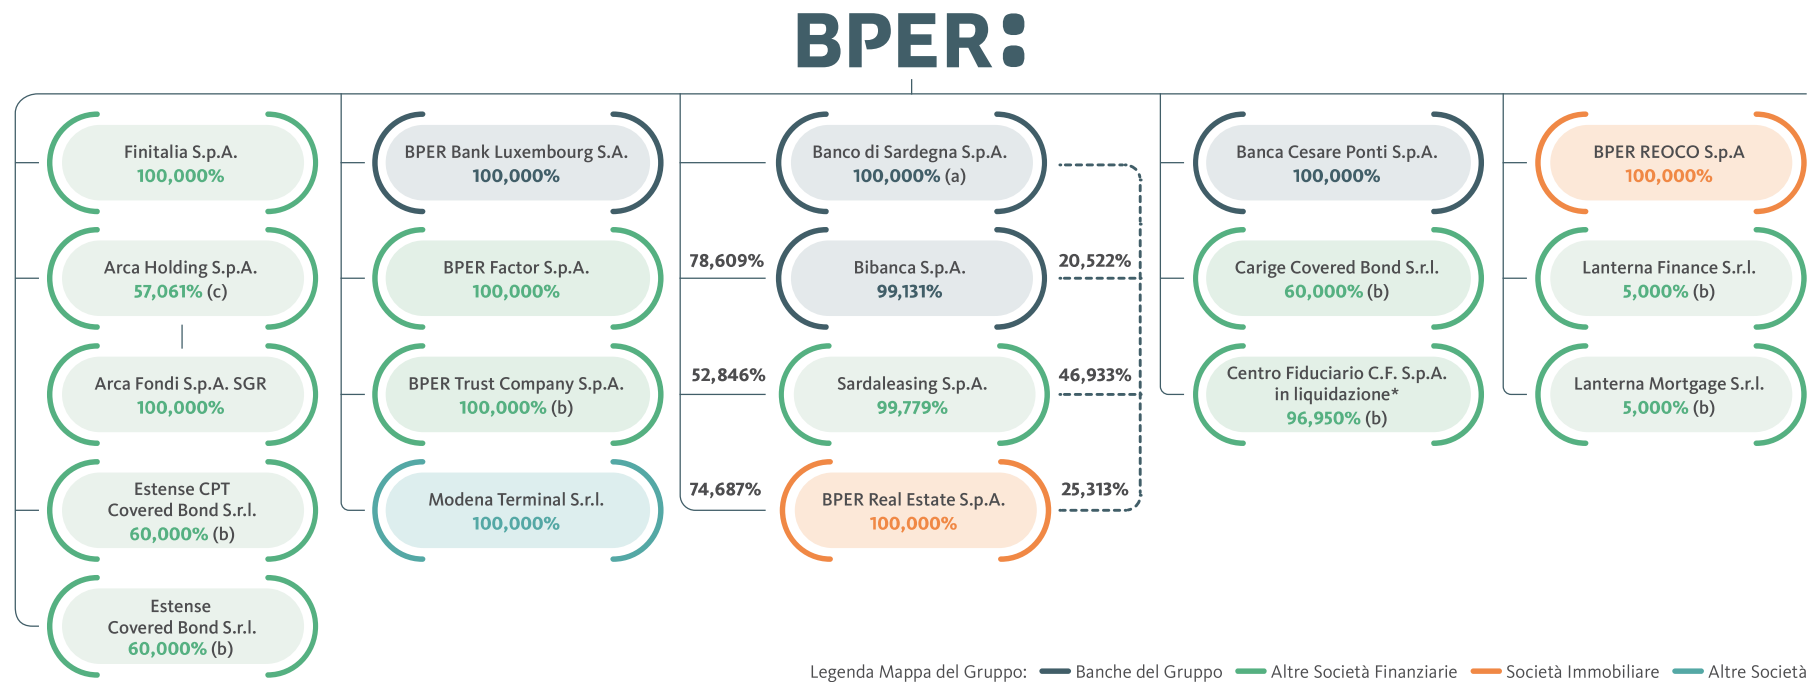 BPER:
Finitalia S.p.A.
100,000%
Arca Holding S.p.A.
57,061% (c)
Arca Fondi S.p.A. SGR
100,000%
Estense CPT
Covered Bond S.r.l.
60,000% (b)
Estense
Covered Bond S.r.l.
60,000% (b)
BPER Bank Luxembourg S.A.
100,000%
BPER Factor S.p.A.
100,000%
BPER Trust Company S.p.A.
100,000% (b)
Modena Terminal S.r.l.
100,000%
Banco di Sardegna S.p.A.
100,000% (a)
78,609%
Bibanca S.p.A.
99,131%
20,522%
52,846%
Sardaleasing S.p.A.
99,779%
46,933%
74,687%
BPER Real Estate S.p.A.
100,000%
25,313%
Banca Cesare Ponti S.p.A.
100,000%
Carige Covered Bond S.r.l.
60,000% (b)
Centro Fiduciario C.F. S.p.A.
in liquidazione*
96,950% (b)
BPER REOCO S.p.A
100,000%
Lanterna Finance S.r.l.
5,000% (b)
Lanterna Mortgage S.r.l.
5,000% (b)
Legenda Mappa del Gruppo: Banche del Gruppo Altre Società Finanziarie Società Immobiliare Altre Società